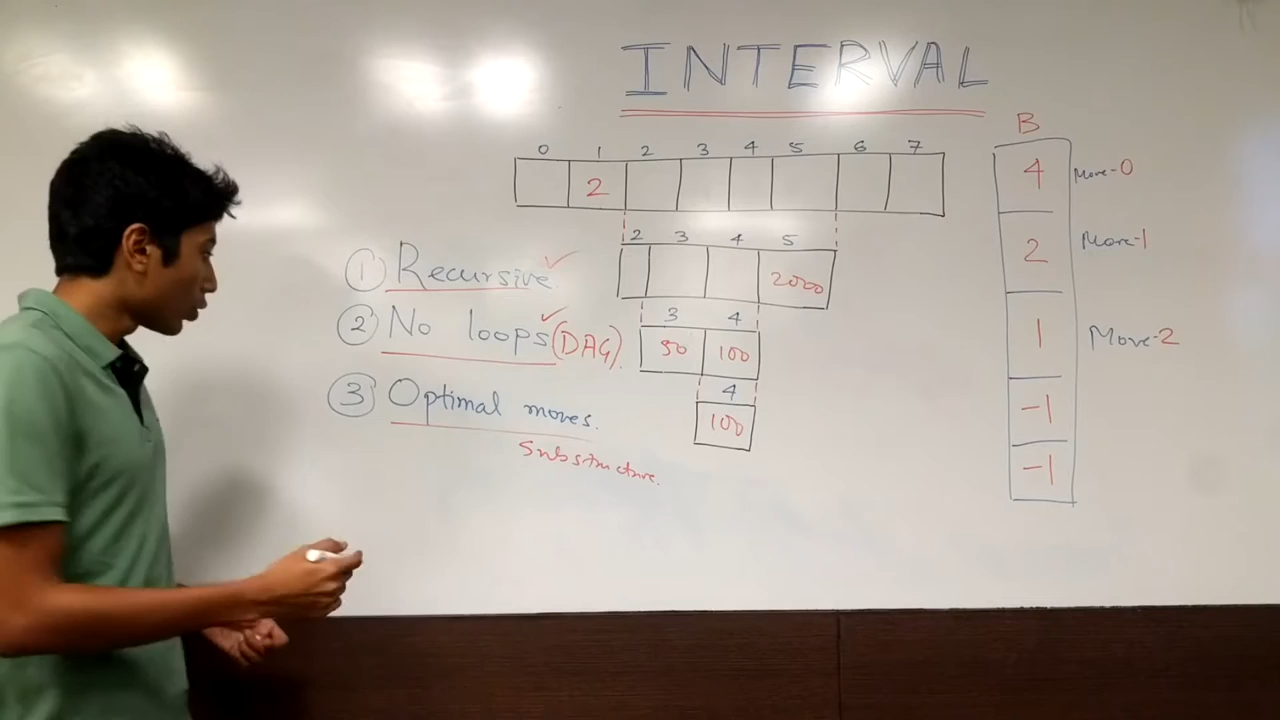 INTERVAL
0 1 2 3 4 5 6 7
2
2 3 4 5
2000
3 4
50 100
4
100
① Recursive
② No loops (DAG).
③ Optimal moves.
Substructure.
B
4 Move-0
2 Move-1
1 Move-2
-1
-1